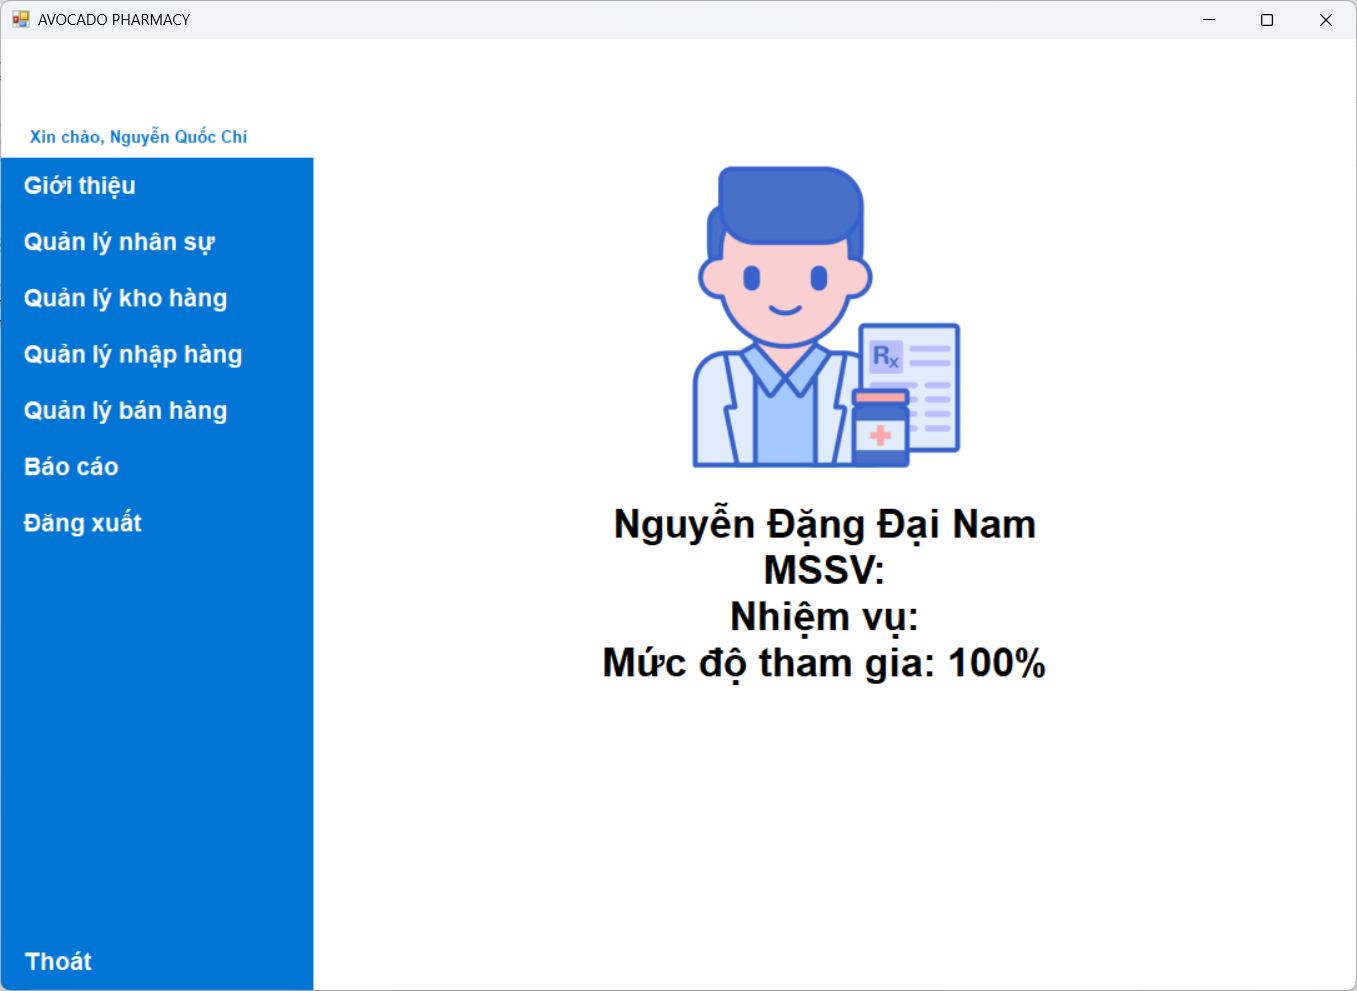 AVOCADO PHARMACY
Xin chào, Nguyễn Quốc Chí
Giới thiệu
Quản lý nhân sự
Quản lý kho hàng
Quản lý nhập hàng
Quản lý bán hàng
Báo cáo
Đăng xuất
Thoát
Rx
Nguyễn Đặng Đại Nam
MSSV:
Nhiệm vụ:
Mức độ tham gia: 100%